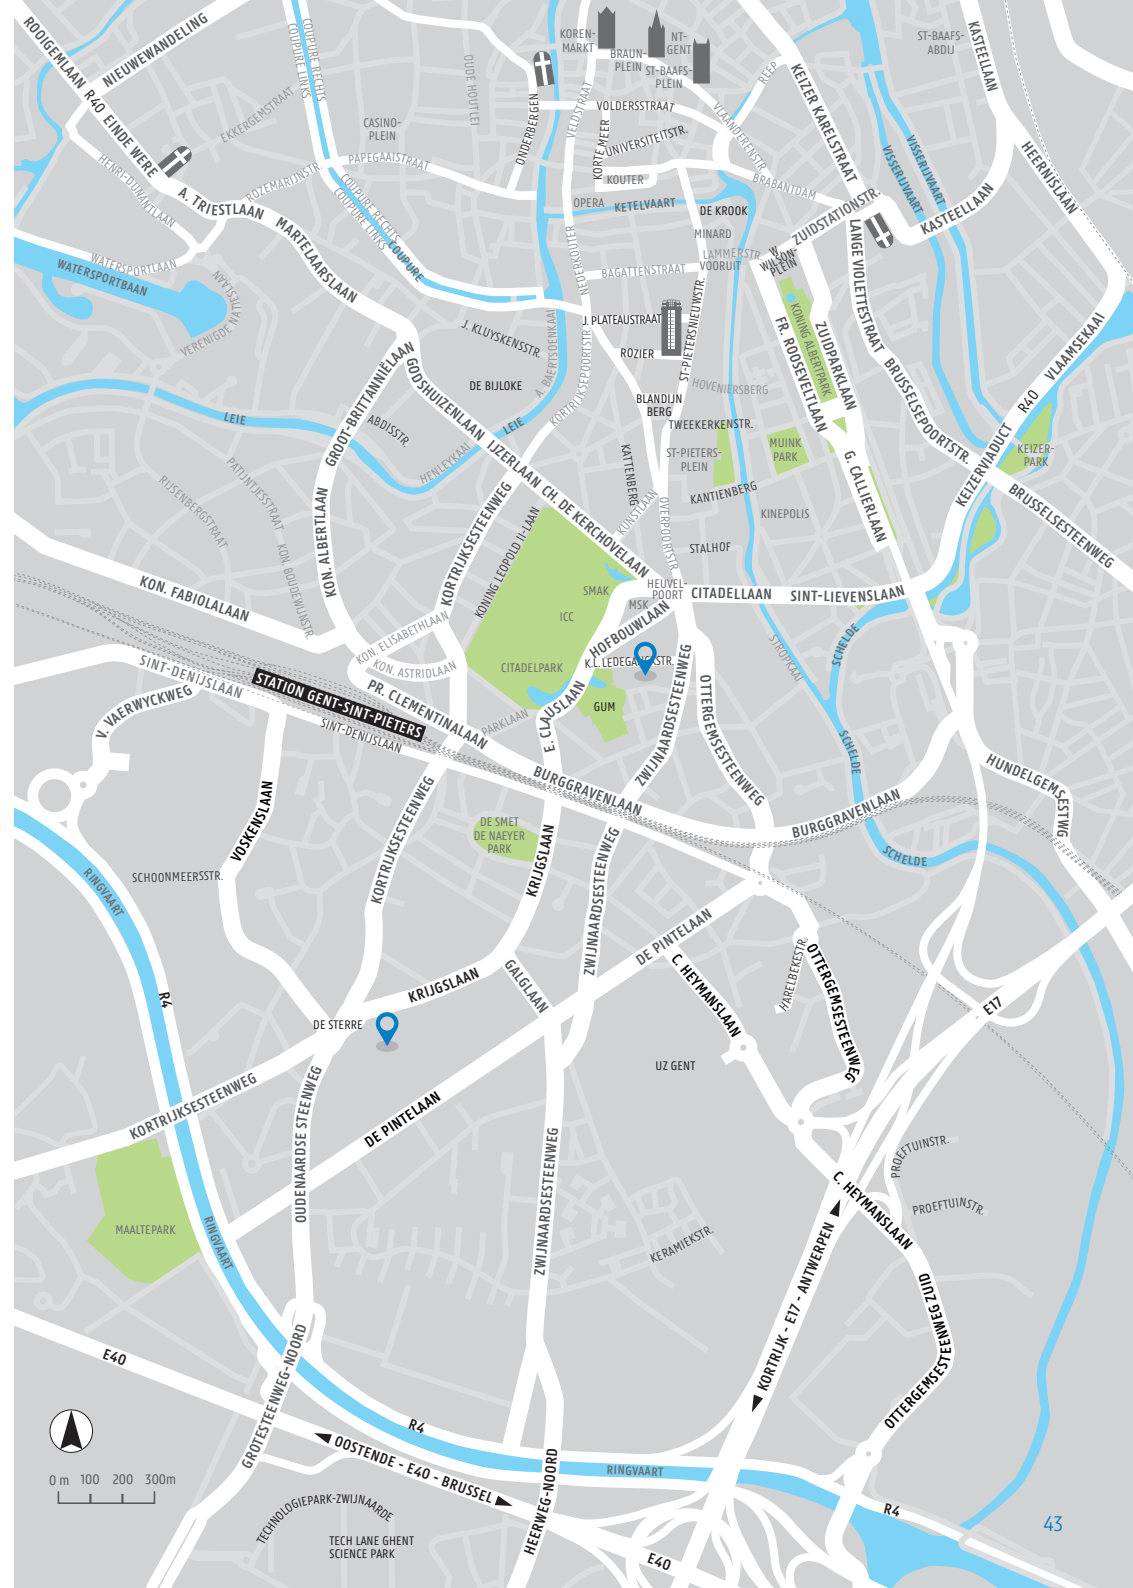 ROOIGEMLAAN
R40
EINDE WERE
NIEUWEWANDELING
COUPURE RECHTS
COUPURE LINKS
OUDE HOUTLEI
EKKERGEMSTRAAT
CASINO-
PLEIN
HENRI DUNANTLAAN
ROZEMARIJNSTR.
PAPEGAAISTRAAT
COUPURE RECHTS
COUPURE LINKS
COUPURE
A. TRIESTLAAN
MARTELAARSLAAN
WATERSPORTLAAN
WATERSPORTBAAN
VERENIGDE NATIESLAAN
KOREN-
MARKT
BRAUN-
PLEIN
NT-
GENT
ST-BAAFS-
PLEIN
ST-BAAFS-
ABDIJ
KASTEELLAAN
ONDERBERGEN
VELDSTRAAT
VOLDERSSTRAAT
KORTE MEER
UNIVERSITEITSTR.
VLAANDERENSTR.
REEP
KEIZER KARELSTRAAT
VISSERIJVAART
VISSERIJVAART
HEERNISLAAN
KOUTER
BRABANTDAM
OPERA
KETELVAART
DE KROOK
MINARD
ZUIDSTATIONSTR.
KASTEELLAAN
NEDERKOUTER
LAMMERSTR.
VOORUIT
BAGATTENSTRAAT
W.
WILSON-
PLEIN
LANGE VIOLETTESTRAAT
J. PLATEAUSTRAAT
ST-PIETERSNIEUWSTR.
ROZIER
J. KLUYSKENSSTR.
A. BAERTSOENKAAI
KORTRIJKSEPOORTSTR.
KONING ALBERTPARK
FR. ROOSEVELTLAAN
ZUIDPARKLAAN
BRUSSELSEPOORTSTR.
VLAAMSEKAAI
R40
KEIZERVIADUCT
DE BIJLOKE
HOVENIERSBERG
BLANDIJN
BERG
TWEEKERKENSTR.
GROOT-BRITTANNIËLAAN
GODSHUIZENLAAN
LEIE
ABDISSTR.
LEIE
HENLEYKAAI
IJZERLAAN
KATTENBERG
ST-PIETERS-
PLEIN
MUINK
PARK
G. CALLIERLAAN
KEIZER-
PARK
BRUSSELSESTEENWEG
PATIJNTJESSTRAAT
RIJSENBERGSTRAAT
KON. ALBERTLAAN
KON. BOUDEWIJNSTR.
KORTRIJKSESTEENWEG
KONING LEOPOLD II-LAAN
CH. DE KERCHOVELAAN
KUNSTLAAN
OVERPOORTSTR.
KANTIENBERG
KINEPOLIS
STALHOF
KON. FABIOLALAAN
SMAK
HEUVEL-
POORT
MSK
CITADELLAAN
SINT-LIEVENSLAAN
ICC
HOFBOUWLAAN
K.L. LEDEGANCKSTR.
KON. ELISABETHLAAN
KON. ASTRIDLAAN
CITADELPARK
STROPKAAI
SCHELDE
SINT-DENIJSLAAN
STATION GENT-SINT-PIETERS
SINT-DENIJSLAAN
PR. CLEMENTINALAAN
PARKLAAN
E. CLAUSLAAN
GUM
ZWIJNAARDSESTEENWEG
OTTERGEMSESTEENWEG
V. VAERWYCKWEG
SCHELDE
HUNDELGEMSESTWG
BURGGRAVENLAAN
BURGGRAVENLAAN
VOSKENSLAAN
KORTRIJKSESTEENWEG
DE SMET
DE NAEYER
PARK
KRIJGSLAAN
ZWIJNAARDSESTEENWEG
SCHELDE
SCHOONMEERSSTR.
RINGVAART
DE PINTELAAN
C. HEYMANSLAAN
HARELBEKESTR.
OTTERGEMSESTEENWEG
R4
KRIJGSLAAN
GALGLAAN
DE STERRE
E17
UZ GENT
KORTRIJKSESTEENWEG
OUDENAARDSE STEENWEG
DE PINTELAAN
ZWIJNAARDSESTEENWEG
PROEFTUINSTR.
PROEFTUINSTR.
C. HEYMANSLAAN
MAALTEPARK
RINGVAART
KERAMIEKSTR.
KORTRIJK - E17 - ANTWERPEN
OTTERGEMSESTEENWEG ZUID
E40
GROTESTEENWEG-NOORD
R4
OOSTENDE - E40 - BRUSSEL
RINGVAART
HEERWEG-NOORD
0 m 100 200 300m
TECHNOLOGIEPARK-ZWIJNAARDE
TECH LANE GHENT
SCIENCE PARK
E40
R4
43